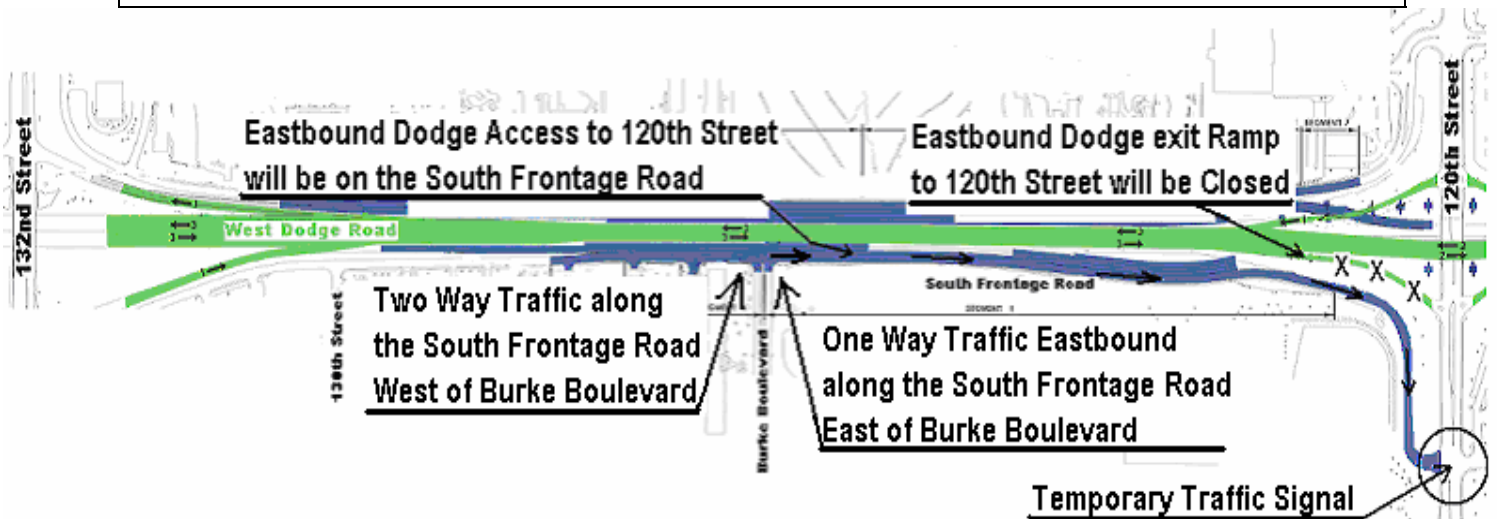 Eastbound Dodge Access to 120th Street
will be on the South Frontage Road
Eastbound Dodge exit Ramp
to 120th Street will be Closed
132nd Street
120th Street
West Dodge Road
South Frontage Road
130th Street
Two Way Traffic along
the South Frontage Road
West of Burke Boulevard
Burke Boulevard
One Way Traffic Eastbound
along the South Frontage Road
East of Burke Boulevard
X X
X
Temporary Traffic Signal